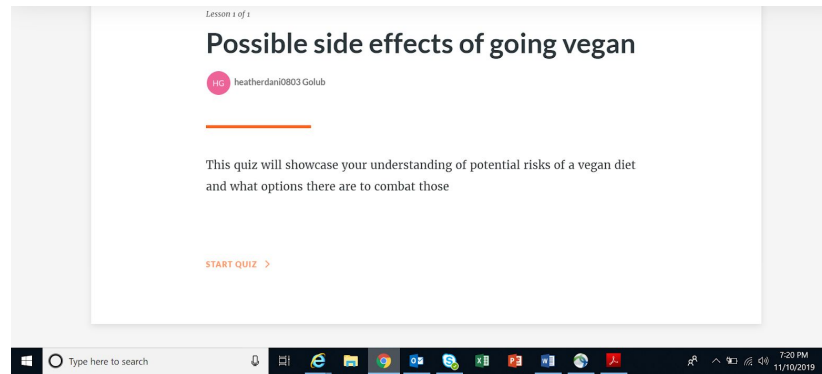 Lesson 1 of 1
Possible side effects of going vegan
HG heatherdani0803 Golub
This quiz will showcase your understanding of potential risks of a vegan diet
and what options there are to combat those
START QUIZ >
Type here to search
7:20 PM
11/10/2019